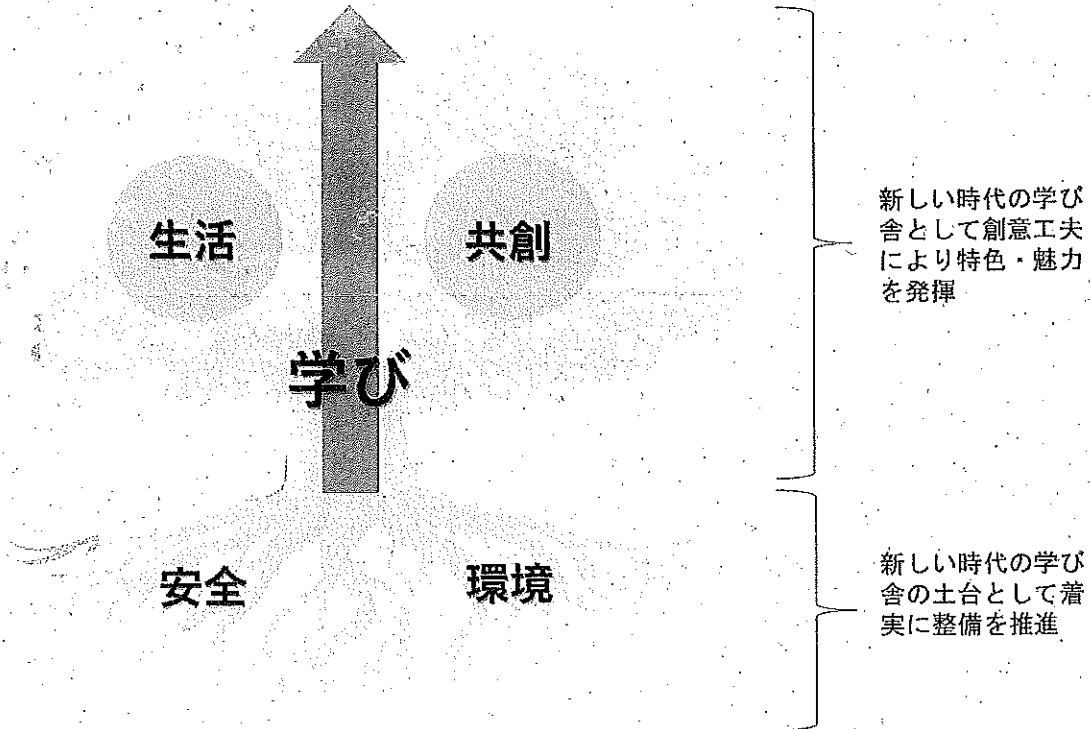 生活
共創
学び
新しい時代の学び
舎として創意工夫
により特色・魅力
を発揮
安全
環境
新しい時代の学び
舎の土台として着
実に整備を推進